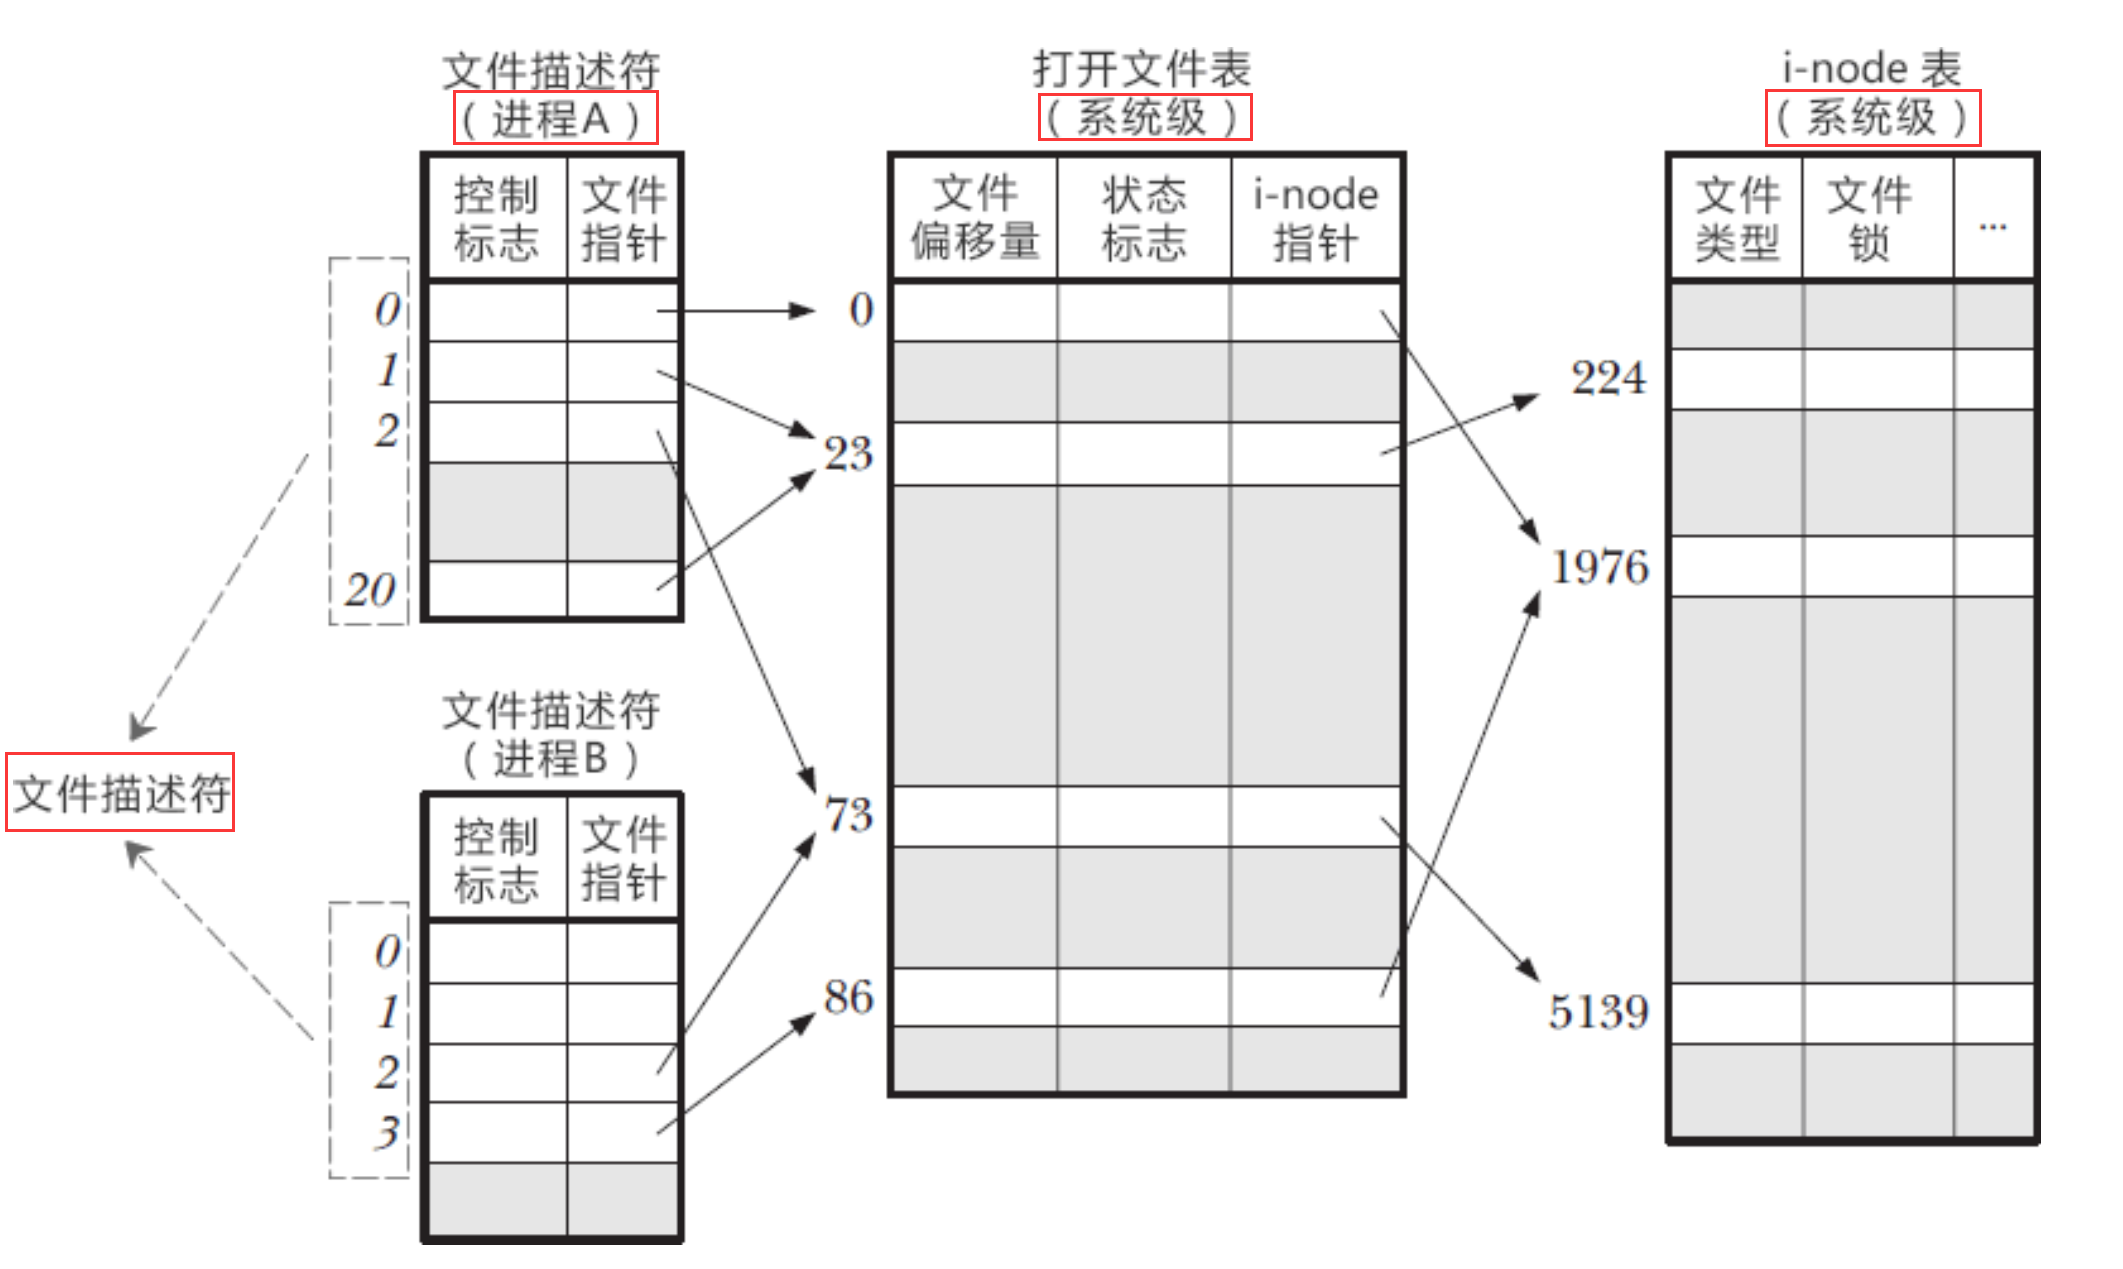 文件描述符
（进程A）
控制
标志
文件
指针
0
1
2
20
文件描述符
文件描述符
（进程B）
控制
标志
文件
指针
0
1
2
3
打开文件表
（系统级）
文件
偏移量
状态
标志
i-node
指针
0
23
73
86
i-node 表
（系统级）
文件
类型
文件
锁
...
224
1976
5139